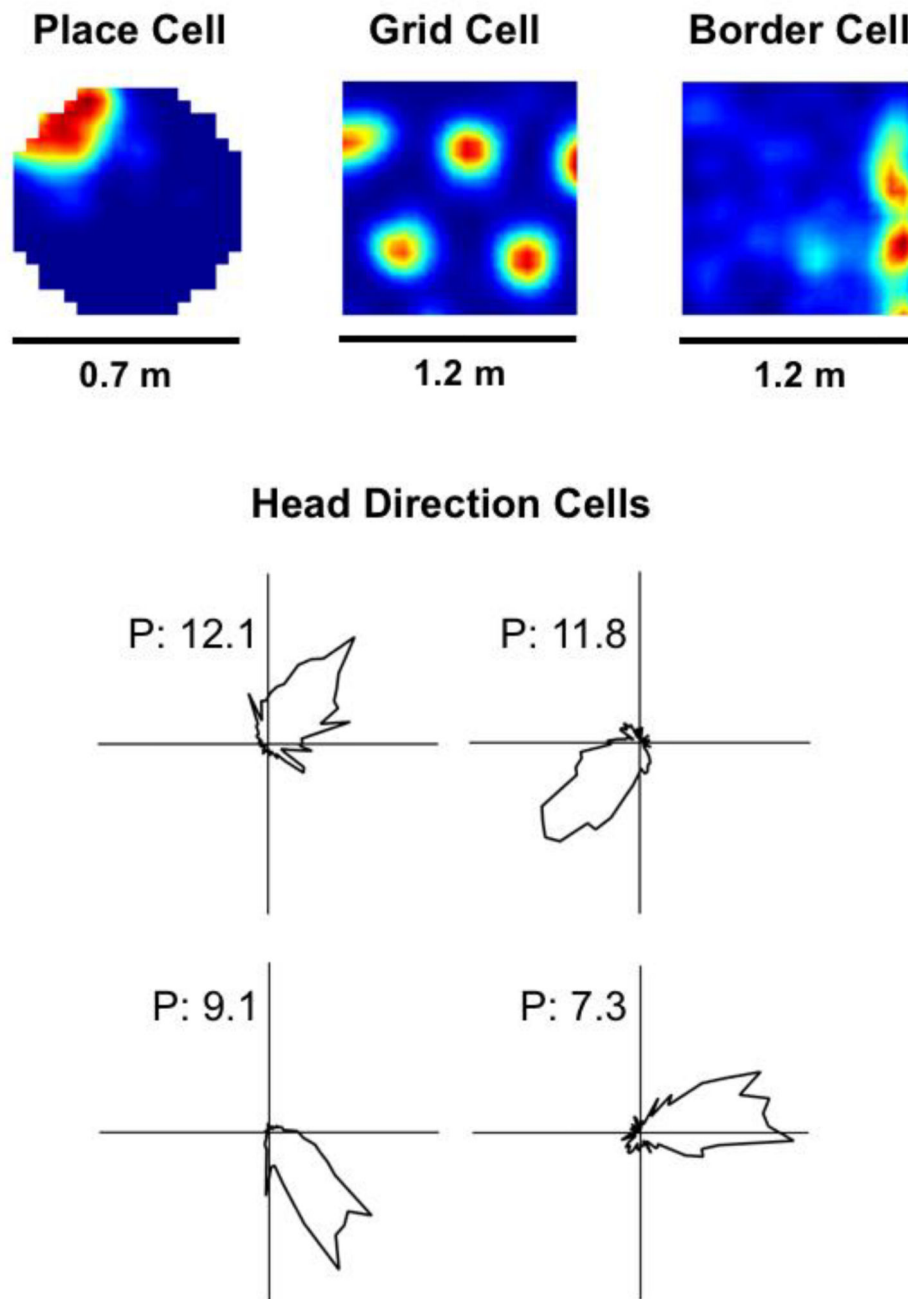 Place Cell
Grid Cell
Border Cell
0.7 m
1.2 m
1.2 m
Head Direction Cells
P: 12.1
P: 11.8
P: 9.1
P: 7.3